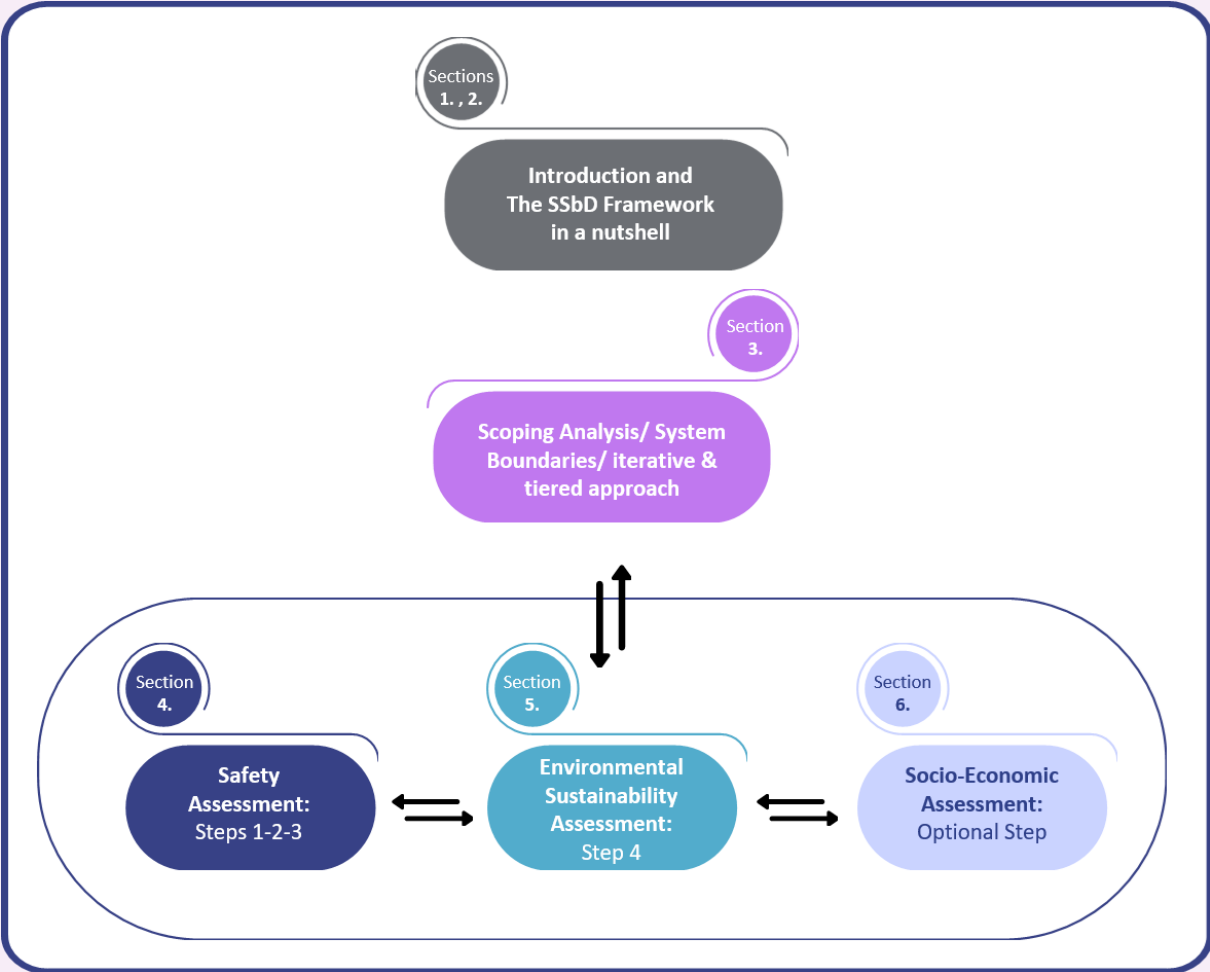 Sections
1. , 2.
Introduction and
The SSbD Framework
in a nutshell
Section
3.
Scoping Analysis/ System
Boundaries/ iterative &
tiered approach
Section
4.
Safety
Assessment:
Steps 1-2-3
Section
5.
Environmental
Sustainability
Assessment:
Step 4
Section
6.
Socio-Economic
Assessment:
Optional Step